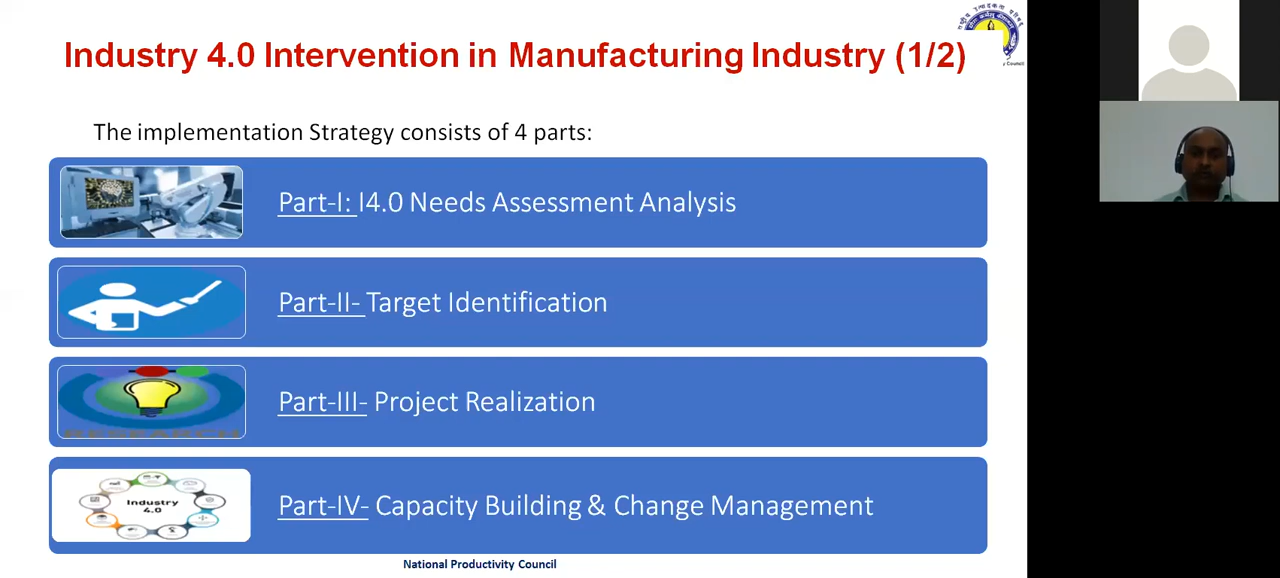 Industry 4.0 Intervention in Manufacturing Industry (1/2)
The implementation Strategy consists of 4 parts:
Part-I: I4.0 Needs Assessment Analysis
Part-II- Target Identification
Part-III- Project Realization
Industry
4.0
Part-IV- Capacity Building & Change Management
National Productivity Council